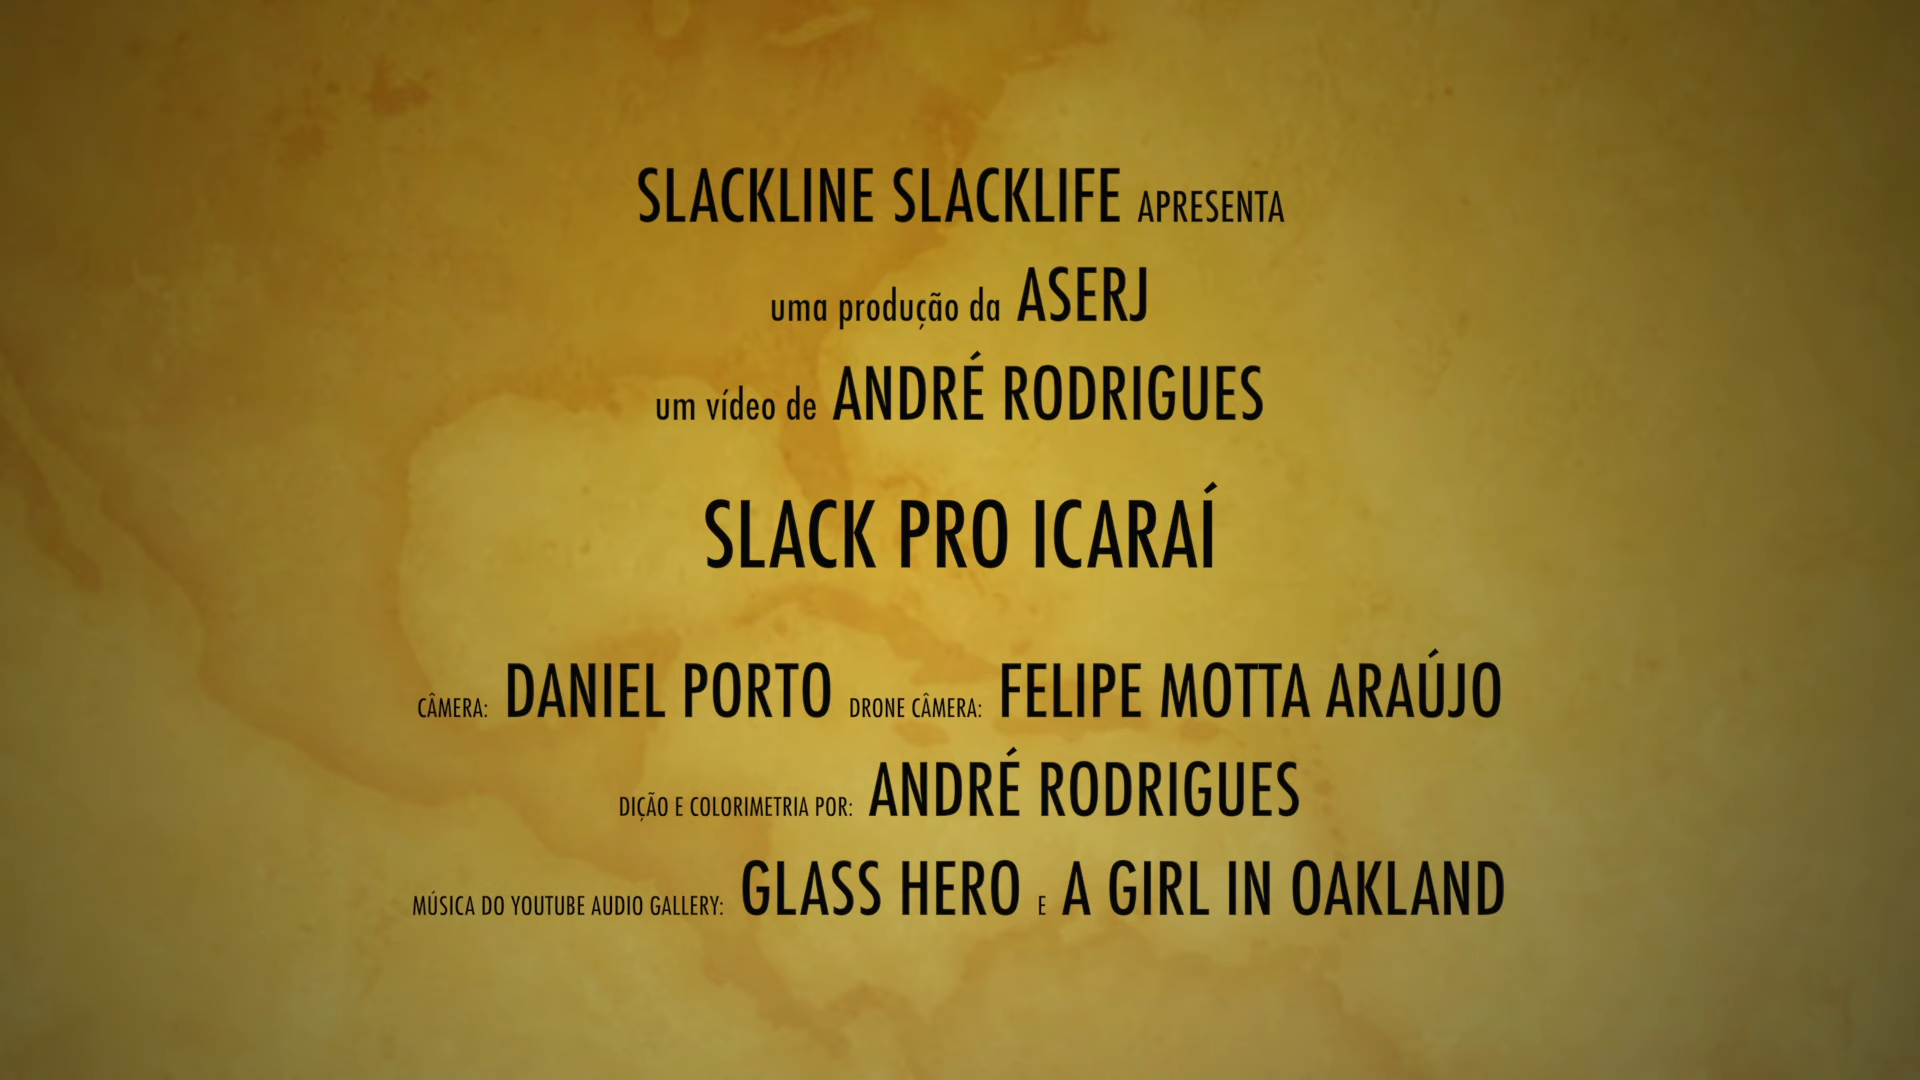 SLACKLINE SLACKLIFE APRESENTA
uma produção da ASERJ
um vídeo de ANDRÉ RODRIGUES
SLACK PRO ICARAÍ
CÂMERA: DANIEL PORTO DRONE CÂMERA: FELIPE MOTTA ARAÚJO
DIÇÃO E COLORIMETRIA POR: ANDRÉ RODRIGUES
MÚSICA DO YOUTUBE AUDIO GALLERY: GLASS HERO E A GIRL IN OAKLAND